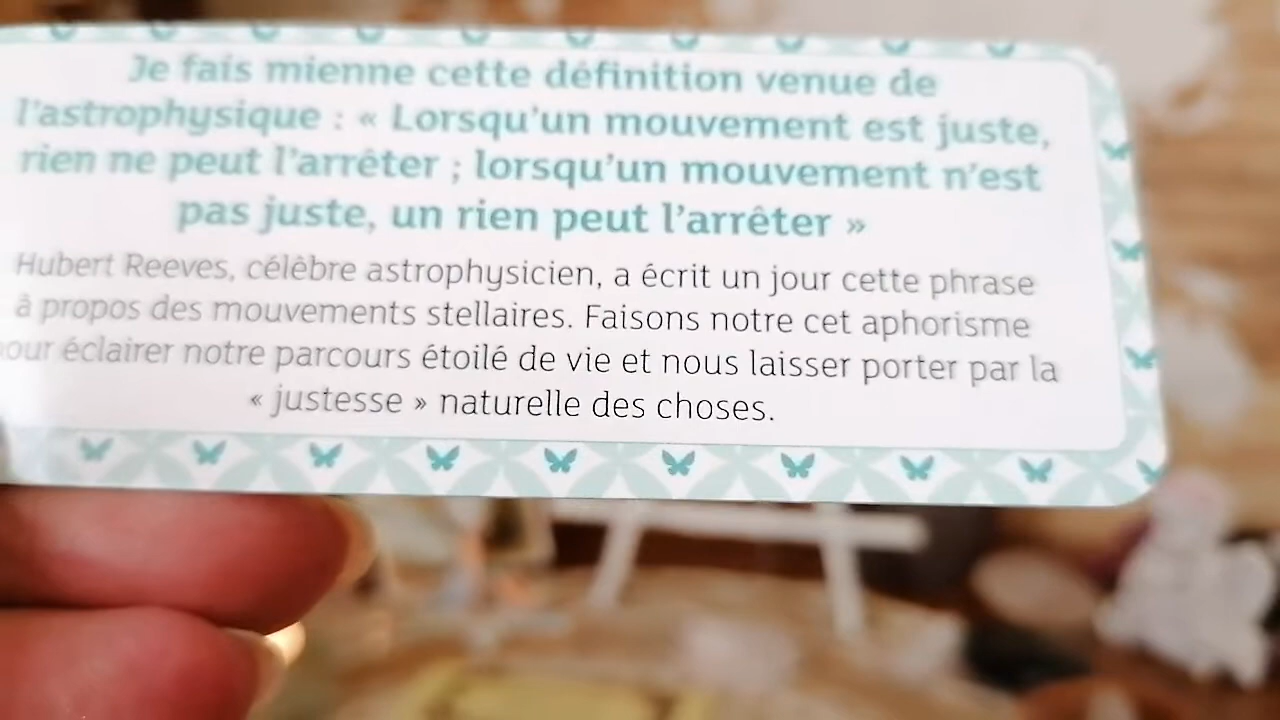 Je fais mienne cette définition venue de
l'astrophysique : « Lorsqu'un mouvement est juste,
rien ne peut l'arrêter ; lorsqu'un mouvement n'est
pas juste, un rien peut l'arrêter »
Hubert Reeves, célèbre astrophysicien, a écrit un jour cette phrase
à propos des mouvements stellaires. Faisons notre cet aphorisme
pour éclairer notre parcours étoilé de vie et nous laisser porter par la
« justesse » naturelle des choses.